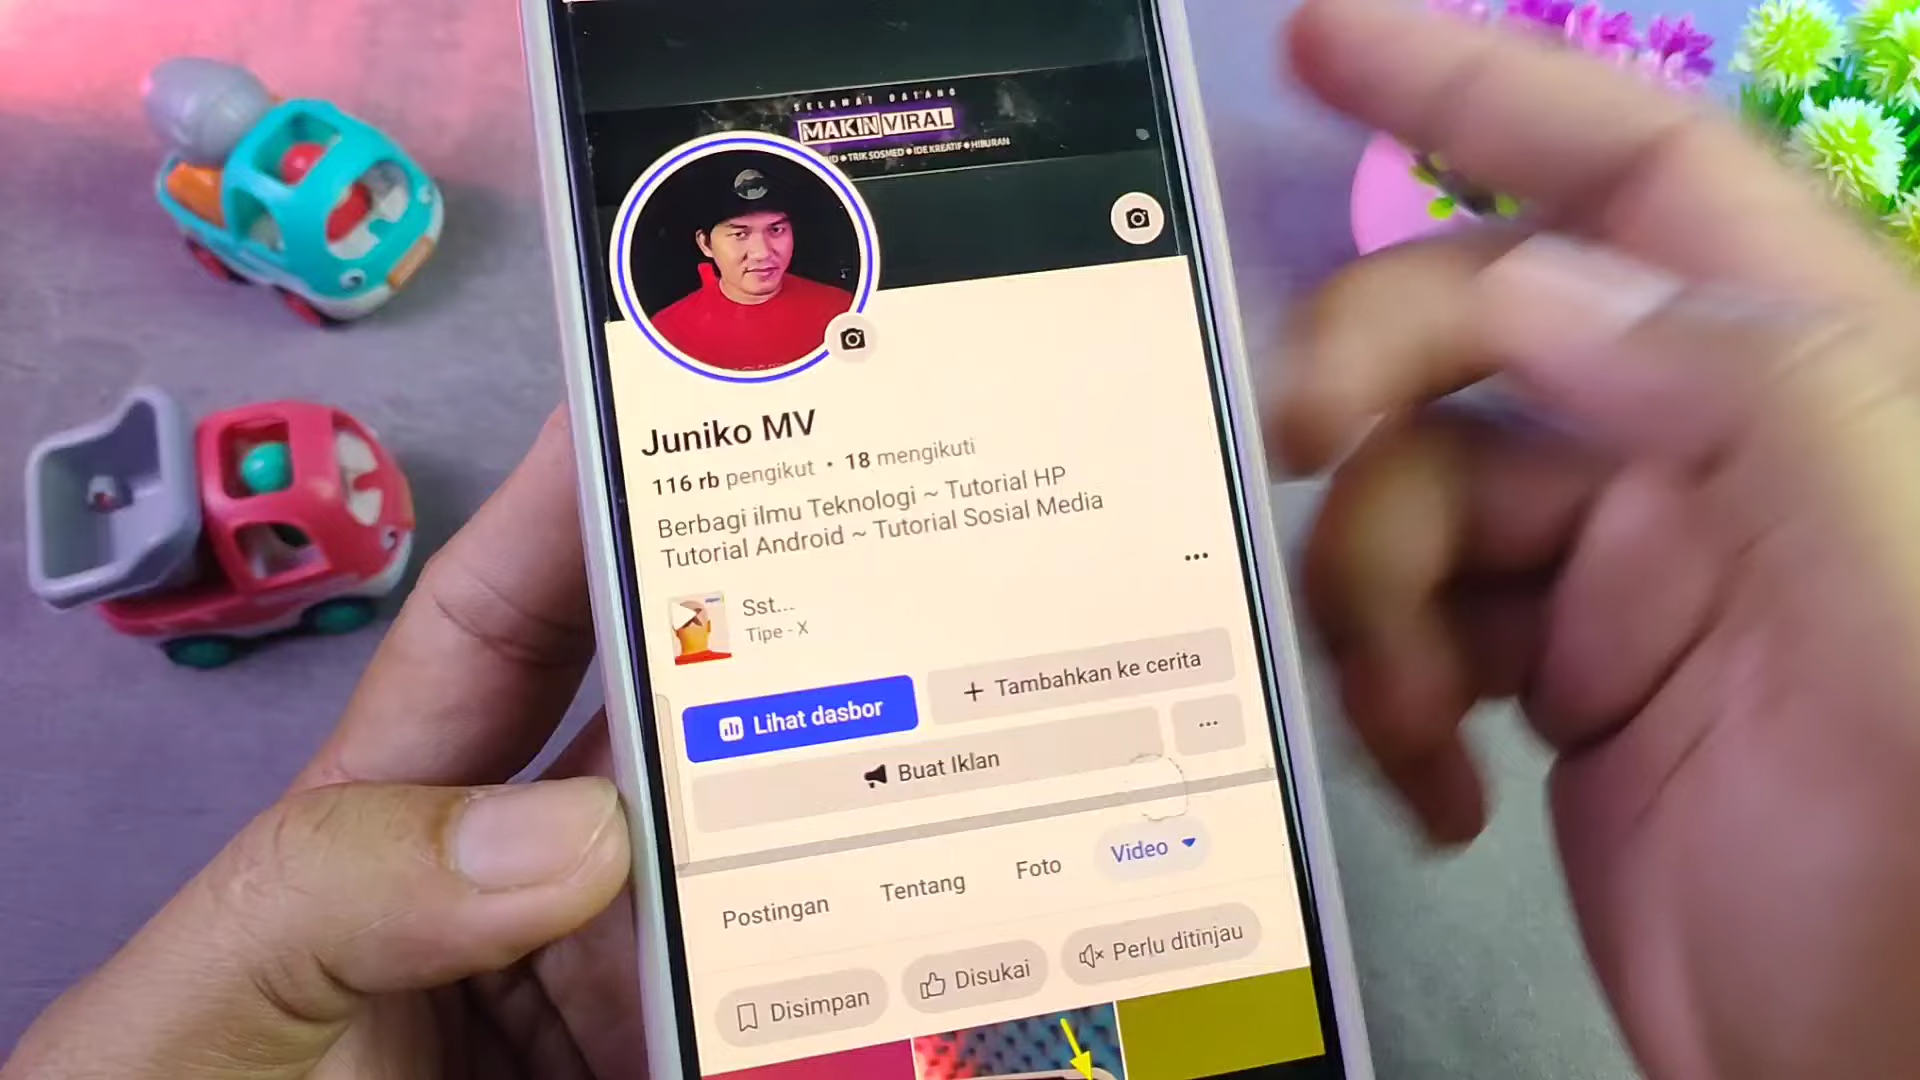 SELAMAT DATANG
MAKIN VIRAL
TRIK SOSMED ● IDE KREATIF ● HIBURAN
Juniko MV
116 rb pengikut • 18 mengikuti
Berbagi ilmu Teknologi ~ Tutorial HP
Tutorial Android ~ Tutorial Sosial Media
Sst...
Tipe - X
Lihat dasbor
+ Tambahkan ke cerita
Buat Iklan
Postingan Tentang Foto Video
Disimpan Disukai Perlu ditinjau